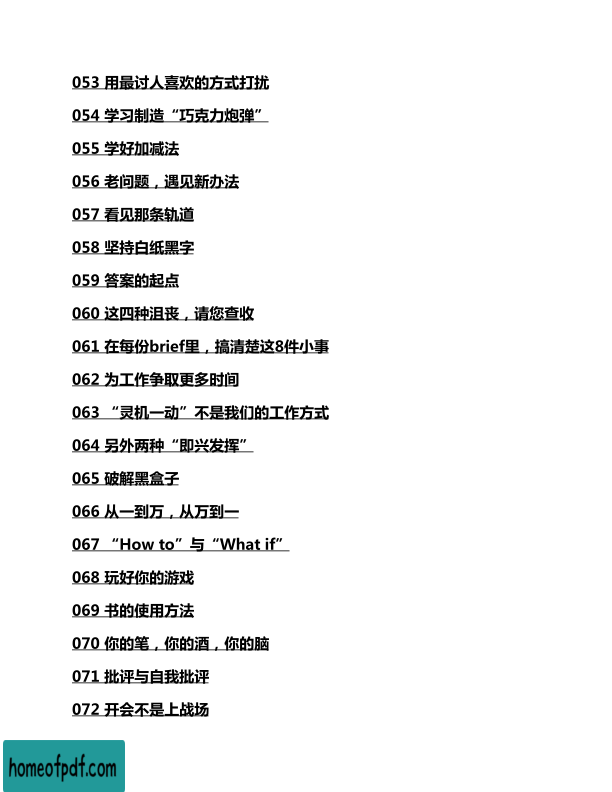 053 用最讨人喜欢的方式打扰
054 学习制造“巧克力炮弹”
055 学好加减法
056 老问题，遇见新办法
057 看见那条轨道
058 坚持白纸黑字
059 答案的起点
060 这四种沮丧，请您查收
061 在每份brief里，搞清楚这8件小事
062 为工作争取更多时间
063 “灵机一动”不是我们的工作方式
064 另外两种“即兴发挥”
065 破解黑盒子
066 从一到万，从万到一
067 “How to”与“What if”
068 玩好你的游戏
069 书的使用方法
070 你的笔，你的酒，你的脑
071 批评与自我批评
072 开会不是上战场
homeofpdf.com